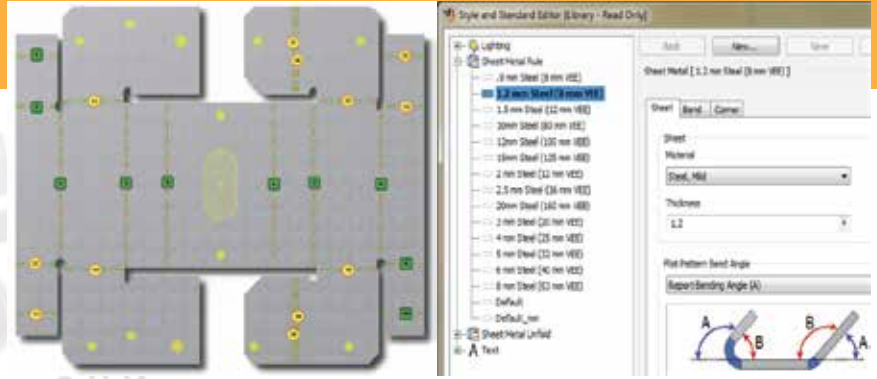 Style and Standard Editor (Library - Read Only)
Lighting
Sheet Metal Rule
.9 mm Steel (8 mm VEE)
1.2 mm Steel (8 mm VEE)
1.5 mm Steel (12 mm VEE)
10mm Steel (80 mm VEE)
12mm Steel (100 mm VEE)
15mm Steel (125 mm VEE)
2 mm Steel (12 mm VEE)
2.5 mm Steel (16 mm VEE)
20mm Steel (160 mm VEE)
3 mm Steel (20 mm VEE)
4 mm Steel (25 mm VEE)
5 mm Steel (32 mm VEE)
6 mm Steel (40 mm VEE)
8 mm Steel (63 mm VEE)
Default
Default_mm
Sheet Metal Unfold
A Text
Back
New...
Save
Sheet Metal [ 1.2 mm Steel (8 mm VEE) ]
Sheet Bend Corner
Sheet
Material
Steel, Mild
Thickness
1.2
Flat Pattern Bend Angle
Report Bending Angle (A)
A B B A